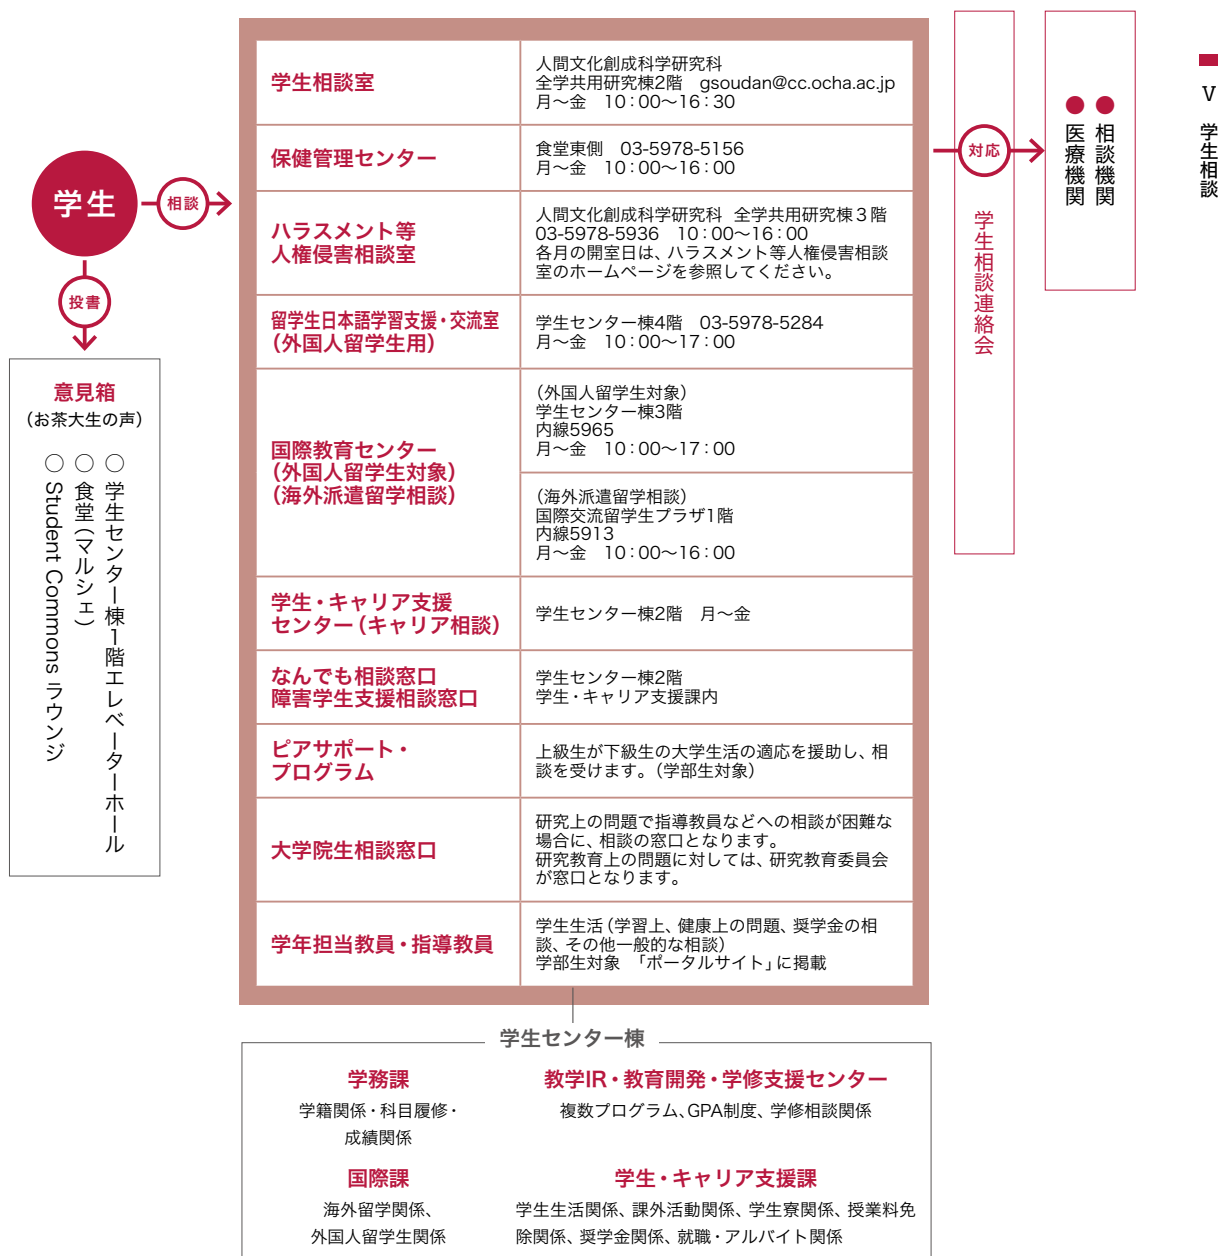 学生
相談
投書
意見箱
（お茶大生の声）
○ 学生センター棟1階エレベーターホール
○ 食堂（マルシェ）
○ Student Commons ラウンジ
学生相談室
人間文化創成科学研究科
全学共用研究棟2階　gsoudan@cc.ocha.ac.jp
月～金　10：00～16：30
保健管理センター
食堂東側　03-5978-5156
月～金　10：00～16：00
ハラスメント等
人権侵害相談室
人間文化創成科学研究科 全学共用研究棟３階
03-5978-5936　10：00～16：00
各月の開室日は、ハラスメント等人権侵害相談
室のホームページを参照してください。
留学生日本語学習支援・交流室
（外国人留学生用）
学生センター棟4階　03-5978-5284
月～金　10：00～17：00
国際教育センター
（外国人留学生対象）
（海外派遣留学相談）
（外国人留学生対象）
学生センター棟3階
内線5965
月～金　10：00～17：00
（海外派遣留学相談）
国際交流留学生プラザ1階
内線5913
月～金　10：00～16：00
学生・キャリア支援
センター（キャリア相談）
学生センター棟2階　月～金
なんでも相談窓口
障害学生支援相談窓口
学生センター棟2階
学生・キャリア支援課内
ピアサポート・
プログラム
上級生が下級生の大学生活の適応を援助し、相
談を受けます。（学部生対象）
大学院生相談窓口
研究上の問題で指導教員などへの相談が困難な
場合に、相談の窓口となります。
研究教育上の問題に対しては、研究教育委員会
が窓口となります。
学年担当教員・指導教員
学生生活（学習上、健康上の問題、奨学金の相
談、その他一般的な相談）
学部生対象　「ポータルサイト」に掲載
対応
学生相談連絡会
● 相談機関
● 医療機関
Ⅴ 学生相談
学生センター棟
学務課
学籍関係・科目履修・
成績関係
教学IR・教育開発・学修支援センター
複数プログラム、GPA制度、学修相談関係
国際課
海外留学関係、
外国人留学生関係
学生・キャリア支援課
学生生活関係、課外活動関係、学生寮関係、授業料免
除関係、奨学金関係、就職・アルバイト関係